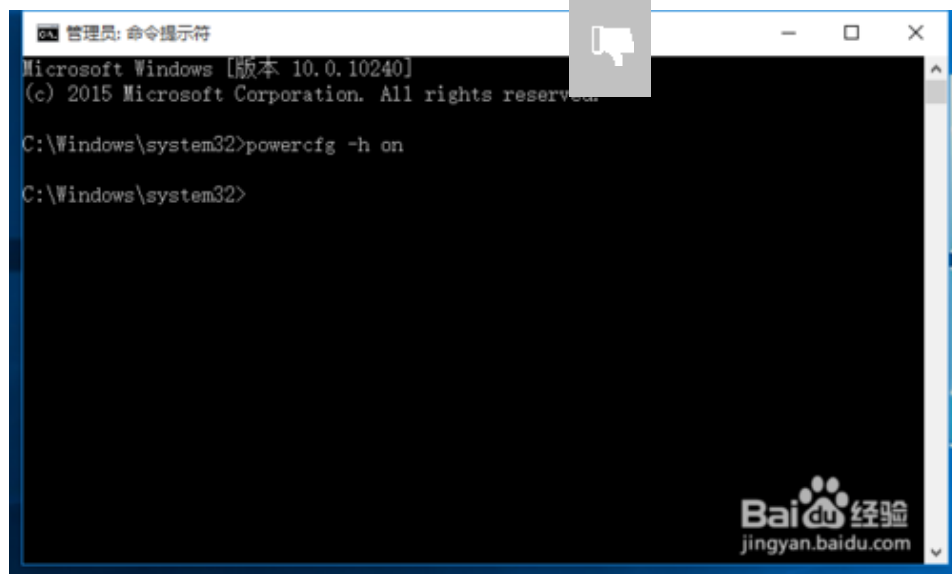 管理员: 命令提示符
Microsoft Windows [版本 10.0.10240]
(c) 2015 Microsoft Corporation. All rights
C:\Windows\system32>powercfg -h on
C:\Windows\system32>
Baidu 经验
jingyan.baidu.com